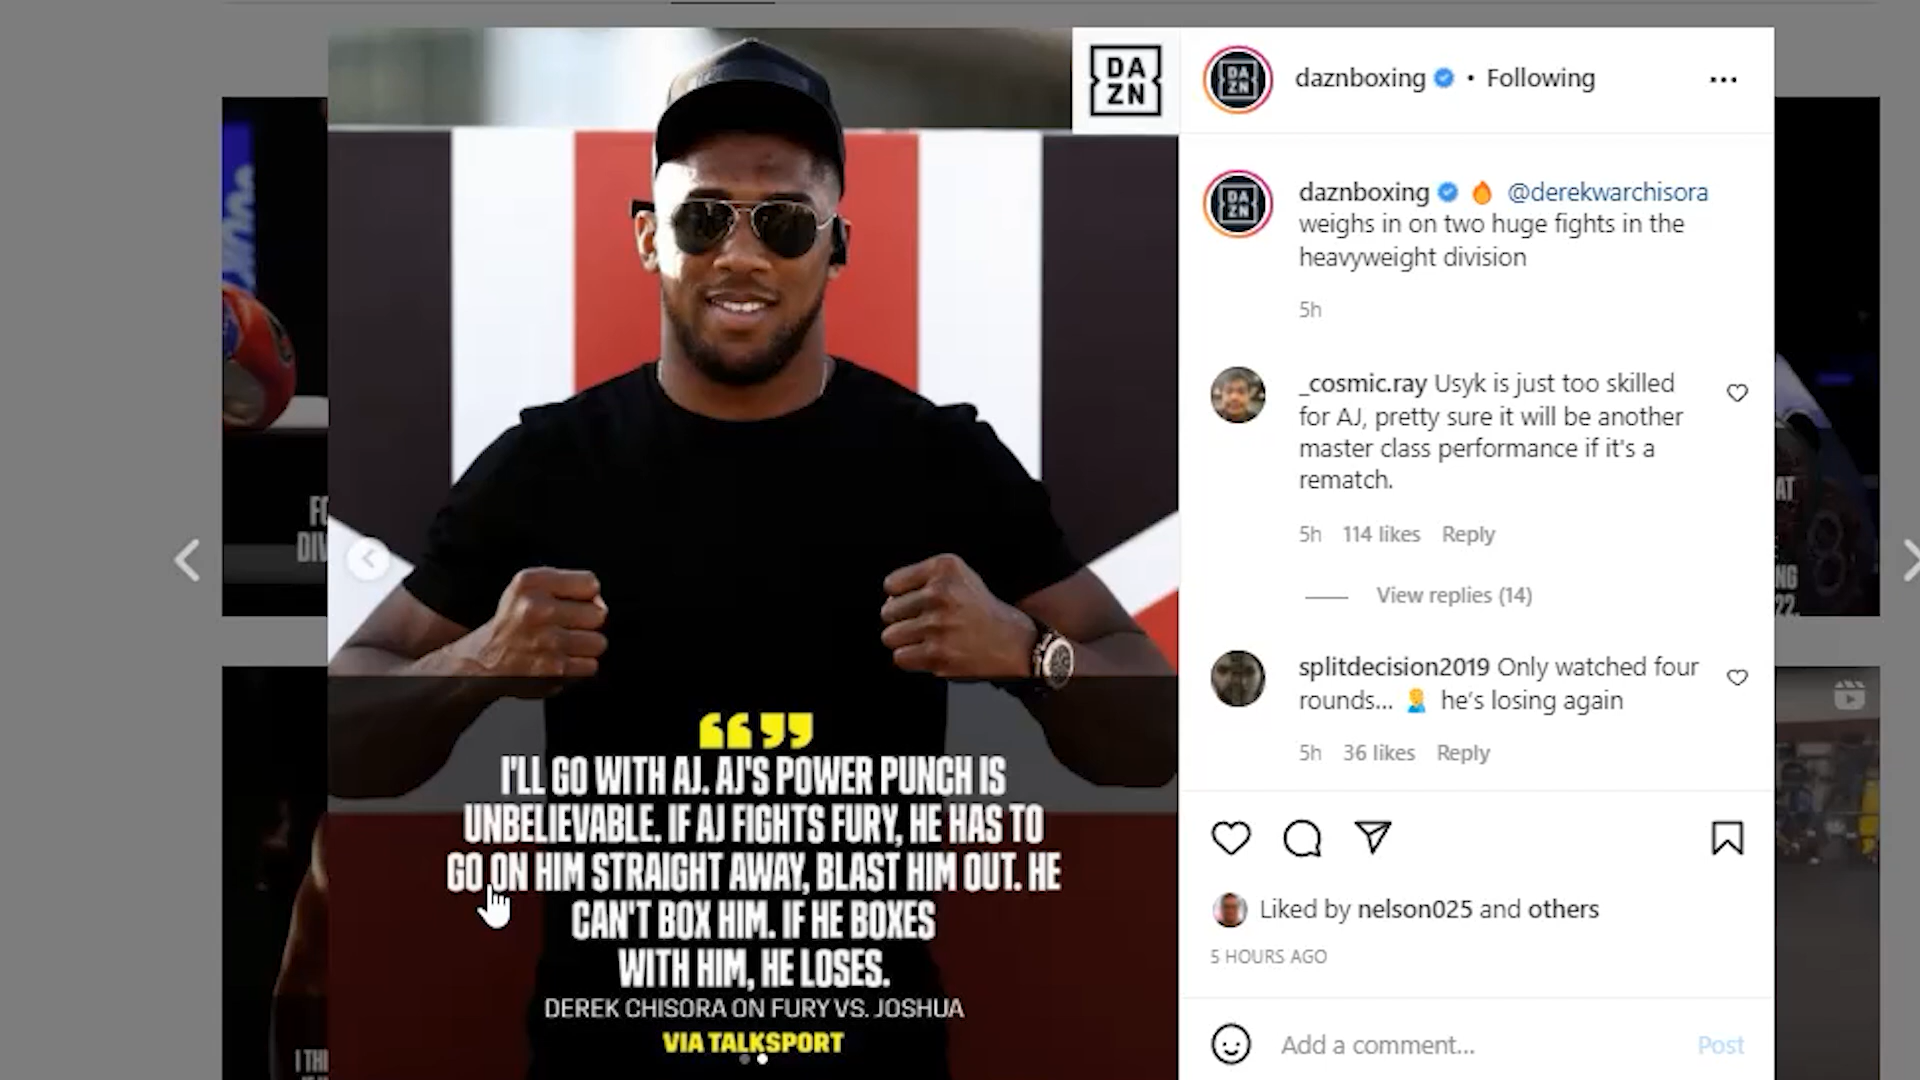 DA
ZN
daznboxing • Following
daznboxing @derekwarchisora
weighs in on two huge fights in the
heavyweight division
5h
_cosmic.ray Usyk is just too skilled
for AJ, pretty sure it will be another
master class performance if it's a
rematch.
5h 114 likes Reply
View replies (14)
splitdecision2019 Only watched four
rounds... he's losing again
5h 36 likes Reply
Liked by nelson025 and others
5 HOURS AGO
Add a comment... Post
I'LL GO WITH AJ. AJ'S POWER PUNCH IS
UNBELIEVABLE. IF AJ FIGHTS FURY, HE HAS TO
GO ON HIM STRAIGHT AWAY, BLAST HIM OUT. HE
CAN'T BOX HIM. IF HE BOXES
WITH HIM, HE LOSES.
DEREK CHISORA ON FURY VS. JOSHUA
VIA TALKSPORT